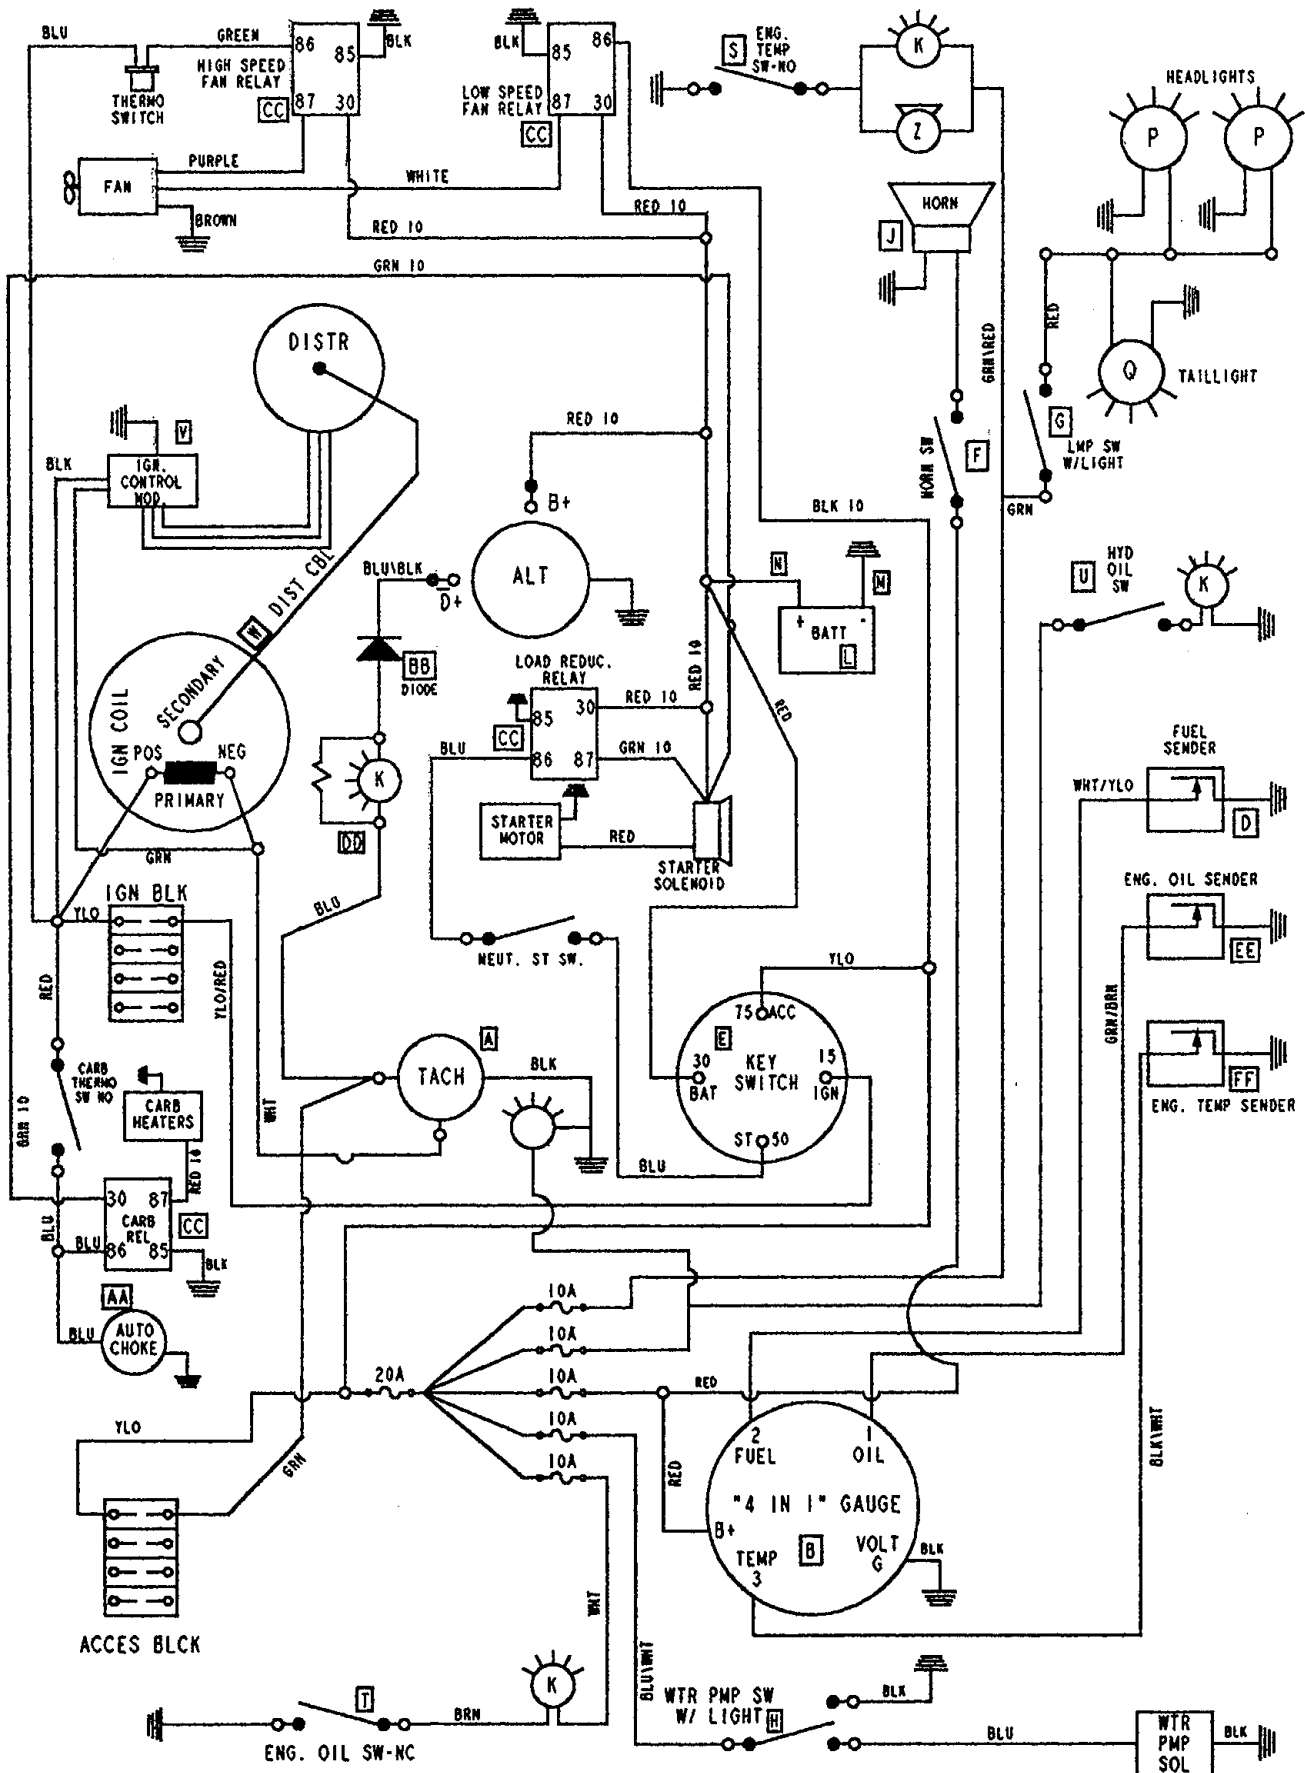 BLU
GREEN
86
85
BLK
HIGH SPEED
FAN RELAY
87
30
CC
THERMO
SWITCH
BLK
85
86
LOW SPEED
FAN RELAY
87
30
CC
S
ENG.
TEMP
SW-NO
K
Z
HEADLIGHTS
P
P
FAN
PURPLE
WHITE
BROWN
RED 10
RED 10
GRN 10
HORN
J
GRN\RED
RED
Q
TAILLIGHT
DISTR
V
BLK
IGN.
CONTROL
MOD.
RED 10
B+
ALT
BLU\BLK
D+
BLK 10
HORN SW
F
G
LMP SW
W/LIGHT
GRN
N
M
+
-
BATT
L
U
HYD
OIL
SW
K
W
DIST CBL
IGN COIL
SECONDARY
POS
NEG
PRIMARY
GRN
BB
DIODE
K
DD
BLU
LOAD REDUC.
RELAY
85
30
86
87
CC
RED 10
RED 10
GRN 10
BLU
RED
STARTER
MOTOR
RED
STARTER
SOLENOID
FUEL
SENDER
WHT/YLO
D
ENG. OIL SENDER
EE
GRN/BRN
FF
ENG. TEMP SENDER
IGN BLK
YLO
YLO/RED
RED
NEUT. ST SW.
YLO
75
ACC
E
30
BAT
KEY
SWITCH
15
IGN
ST
50
BLU
A
TACH
BLK
WHT
CARB
THERMO
SW NO
CARB
HEATERS
GRN 10
RED 10
BLU
30
87
CARB
REL
86
85
CC
BLU
BLK
AA
AUTO
CHOKE
BLU
10A
10A
20A
10A
10A
10A
RED
RED
YLO
GRN
2
FUEL
1
OIL
"4 IN 1" GAUGE
B+
B
TEMP
3
VOLT
G
BLK
BLK\WHT
ACCES BLCK
WHT
BLU\WHT
K
T
BRN
ENG. OIL SW-NC
WTR PMP SW
W/ LIGHT
H
BLK
BLU
WTR
PMP
SOL
BLK